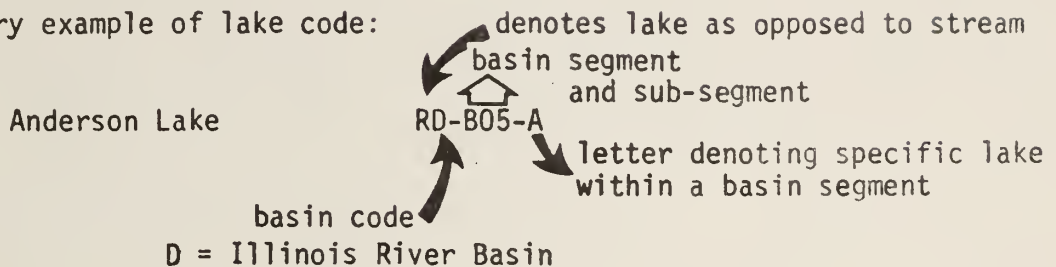 ry example of lake code:
denotes lake as opposed to stream
basin segment
and sub-segment
Anderson Lake
RD-B05-A
letter denoting specific lake
within a basin segment
basin code
D = Illinois River Basin